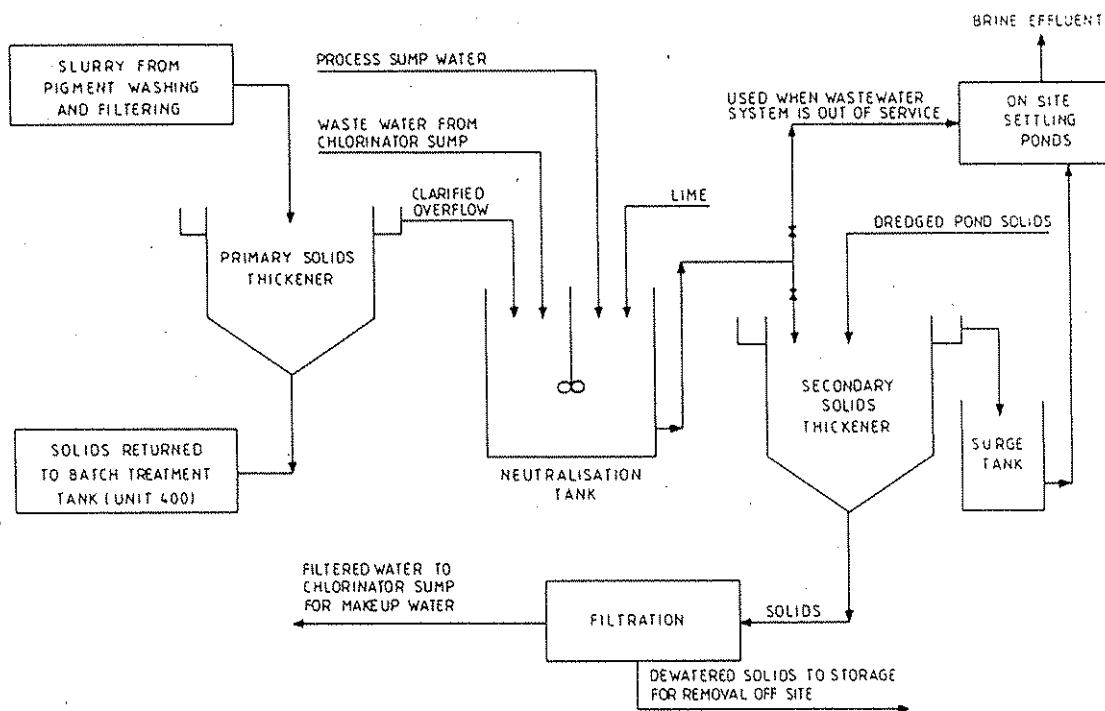 BRINE EFFLUENT
SLURRY FROM
PIGMENT WASHING
AND FILTERING
PROCESS SUMP WATER
WASTE WATER FROM
CHLORINATOR SUMP
USED WHEN WASTEWATER
SYSTEM IS OUT OF SERVICE
ON SITE
SETTLING
PONDS
CLARIFIED
OVERFLOW
LIME
DREDGED POND SOLIDS
PRIMARY SOLIDS
THICKENER
SECONDARY
SOLIDS
THICKENER
SURGE
TANK
SOLIDS RETURNED
TO BATCH TREATMENT
TANK (UNIT 400)
NEUTRALISATION
TANK
FILTERED WATER TO
CHLORINATOR SUMP
FOR MAKEUP WATER
FILTRATION
SOLIDS
DEWATERED SOLIDS TO STORAGE
FOR REMOVAL OFF SITE